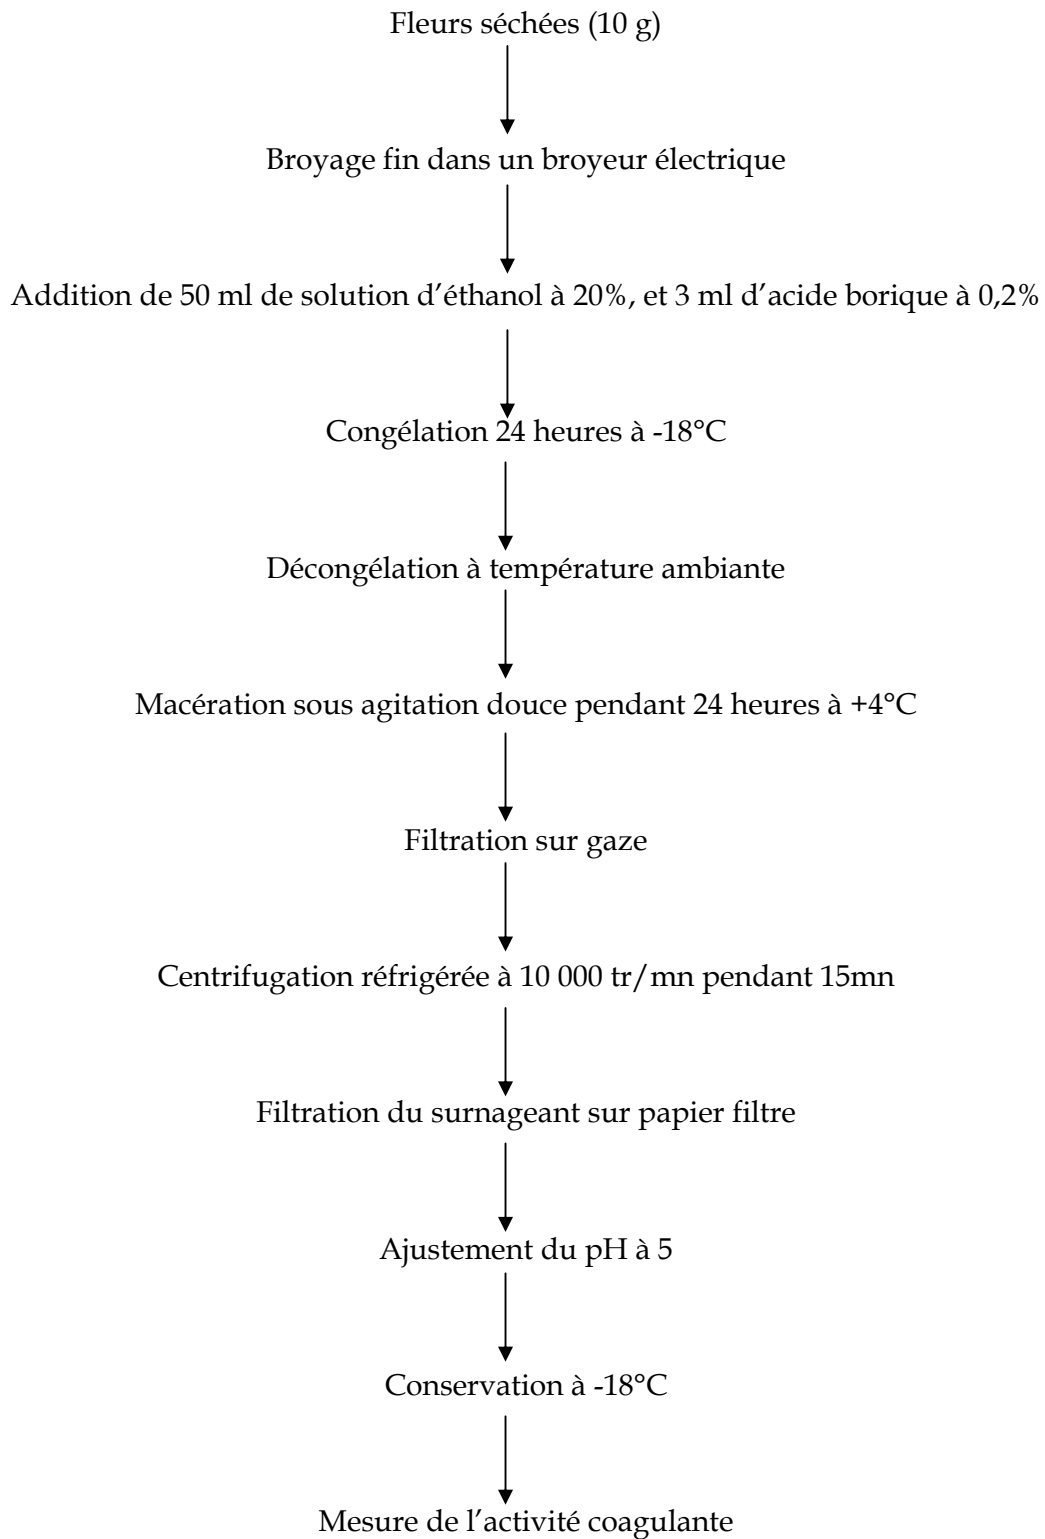 Fleurs séchées (10 g)
Broyage fin dans un broyeur électrique
Addition de 50 ml de solution d’éthanol à 20%, et 3 ml d’acide borique à 0,2%
Congélation 24 heures à -18°C
Décongélation à température ambiante
Macération sous agitation douce pendant 24 heures à +4°C
Filtration sur gaze
Centrifugation réfrigérée à 10 000 tr/mn pendant 15mn
Filtration du surnageant sur papier filtre
Ajustement du pH à 5
Conservation à -18°C
Mesure de l’activité coagulante